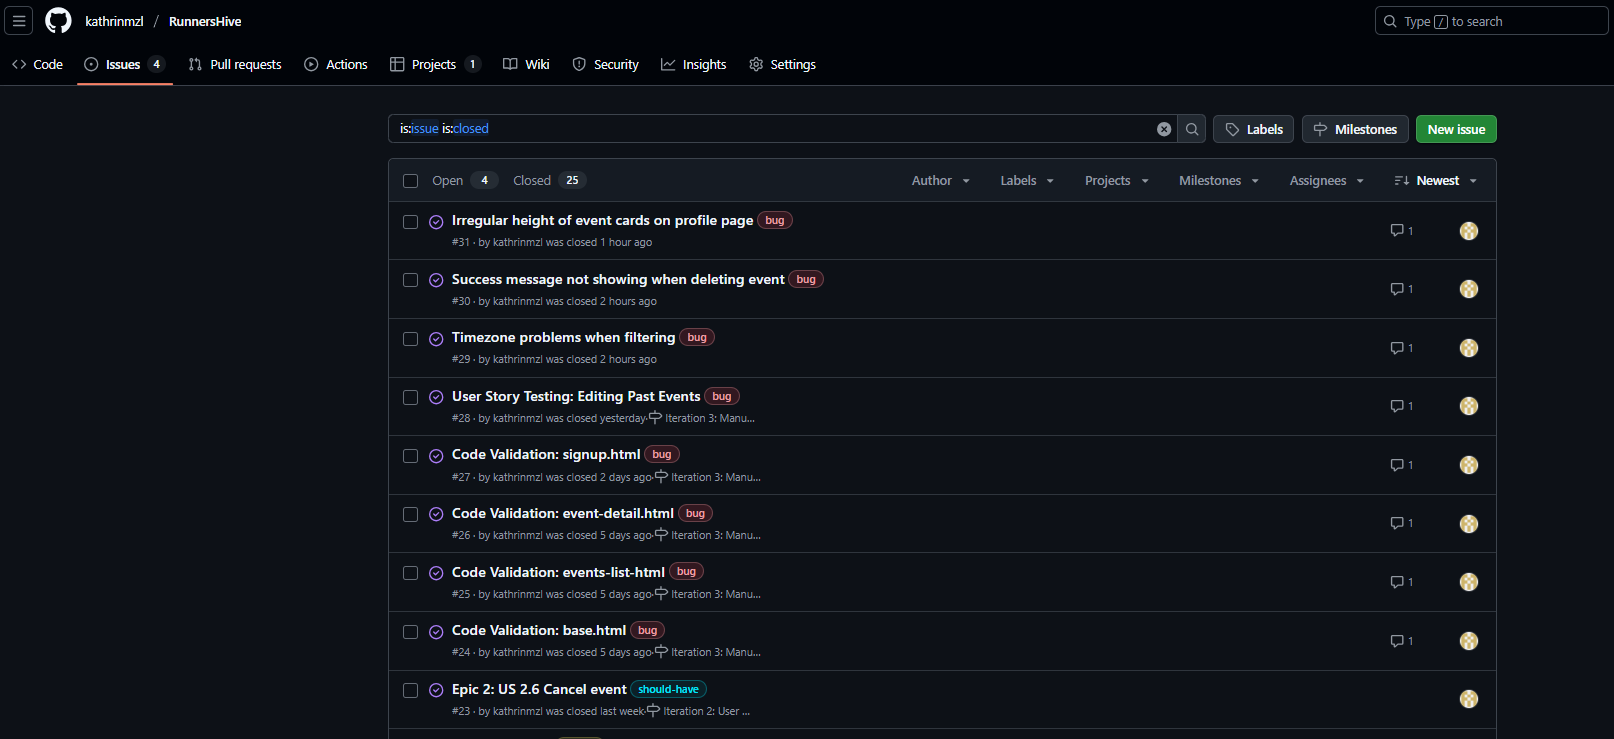 kathrinmzl / RunnersHive
Type / to search
Code Issues 4 Pull requests Actions Projects 1 Wiki Security Insights Settings
is:issue is:closed
Labels Milestones New issue
Open 4 Closed 25 Author Labels Projects Milestones Assignees Newest
Irregular height of event cards on profile page bug
#31 · by kathrinmzl was closed 1 hour ago
1
Success message not showing when deleting event bug
#30 · by kathrinmzl was closed 2 hours ago
1
Timezone problems when filtering bug
#29 · by kathrinmzl was closed 2 hours ago
1
User Story Testing: Editing Past Events bug
#28 · by kathrinmzl was closed yesterday· Iteration 3: Manu...
1
Code Validation: signup.html bug
#27 · by kathrinmzl was closed 2 days ago· Iteration 3: Manu...
1
Code Validation: event-detail.html bug
#26 · by kathrinmzl was closed 5 days ago· Iteration 3: Manu...
1
Code Validation: events-list-html bug
#25 · by kathrinmzl was closed 5 days ago· Iteration 3: Manu...
1
Code Validation: base.html bug
#24 · by kathrinmzl was closed 5 days ago· Iteration 3: Manu...
1
Epic 2: US 2.6 Cancel event should-have
#23 · by kathrinmzl was closed last week· Iteration 2: User ...